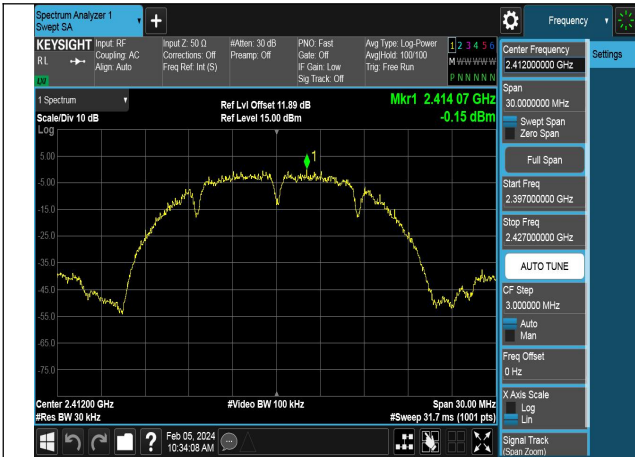 Spectrum Analyzer 1
Swept SA
+
Frequency
KEYSIGHT
RL
LXI
Input: RF
Coupling: AC
Align: Auto
Input Z: 50 Ω
Corrections: Off
Freq Ref: Int (S)
#Atten: 30 dB
Preamp: Off
PNO: Fast
Gate: Off
IF Gain: Low
Sig Track: Off
Avg Type: Log-Power
Avg|Hold: 100/100
Trig: Free Run
1 2 3 4 5 6
M W W W W W
P N N N N N
1 Spectrum
Scale/Div 10 dB
Ref Lvl Offset 11.89 dB
Ref Level 15.00 dBm
Mkr1 2.414 07 GHz
-0.15 dBm
Log
5.00
-5.00
-15.0
-25.0
-35.0
-45.0
-55.0
-65.0
-75.0
1
Center 2.41200 GHz
#Res BW 30 kHz
#Video BW 100 kHz
Span 30.00 MHz
#Sweep 31.7 ms (1001 pts)
Center Frequency
2.412000000 GHz
Span
30.0000000 MHz
Swept Span
Zero Span
Full Span
Start Freq
2.397000000 GHz
Stop Freq
2.427000000 GHz
AUTO TUNE
CF Step
3.000000 MHz
Auto
Man
Freq Offset
0 Hz
X Axis Scale
Log
Lin
Signal Track
(Span Zoom)
Settings
?
Feb 05, 2024
10:34:08 AM